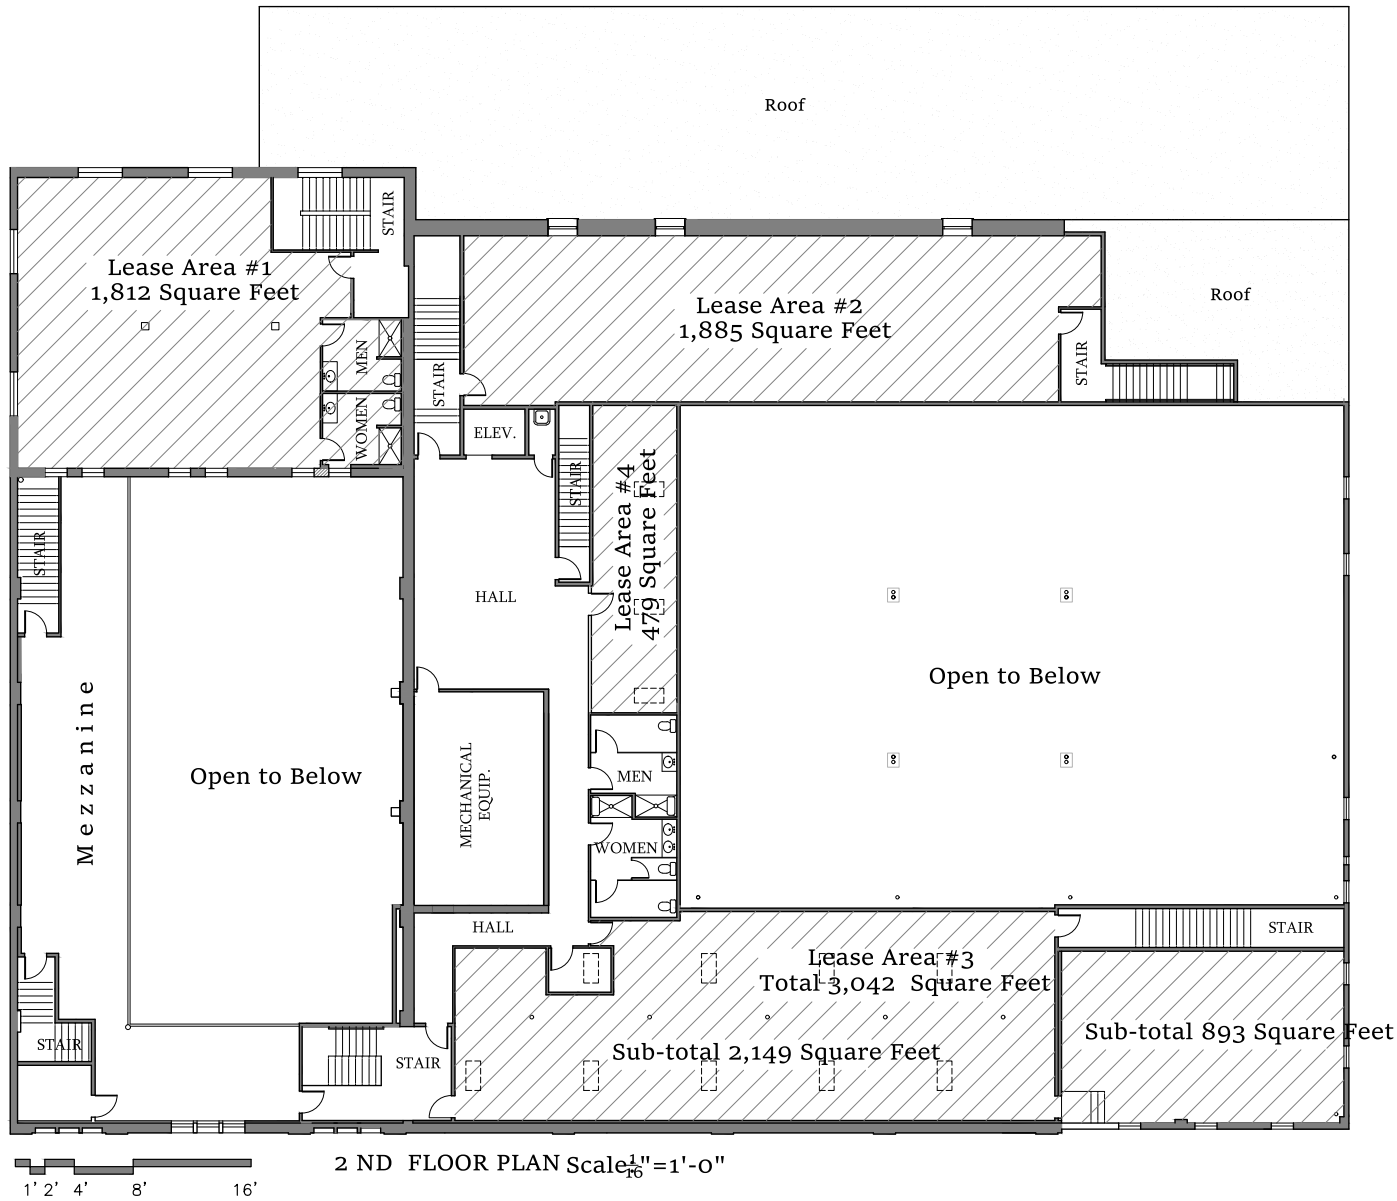 Roof
STAIR
Lease Area #1
1,812 Square Feet
Roof
Lease Area #2
1,885 Square Feet
MEN
STAIR
STAIR
WOMEN
ELEV.
STAIR
Lease Area #4
479 Square Feet
STAIR
HALL
Open to Below
Mezzanine
Open to Below
MECHANICAL
EQUIP.
MEN
WOMEN
HALL
STAIR
Lease Area #3
Total 3,042 Square Feet
STAIR
STAIR
Sub-total 2,149 Square Feet
Sub-total 893 Square Feet
2 ND FLOOR PLAN Scale:1/16"=1'-0"
1' 2' 4' 8' 16'